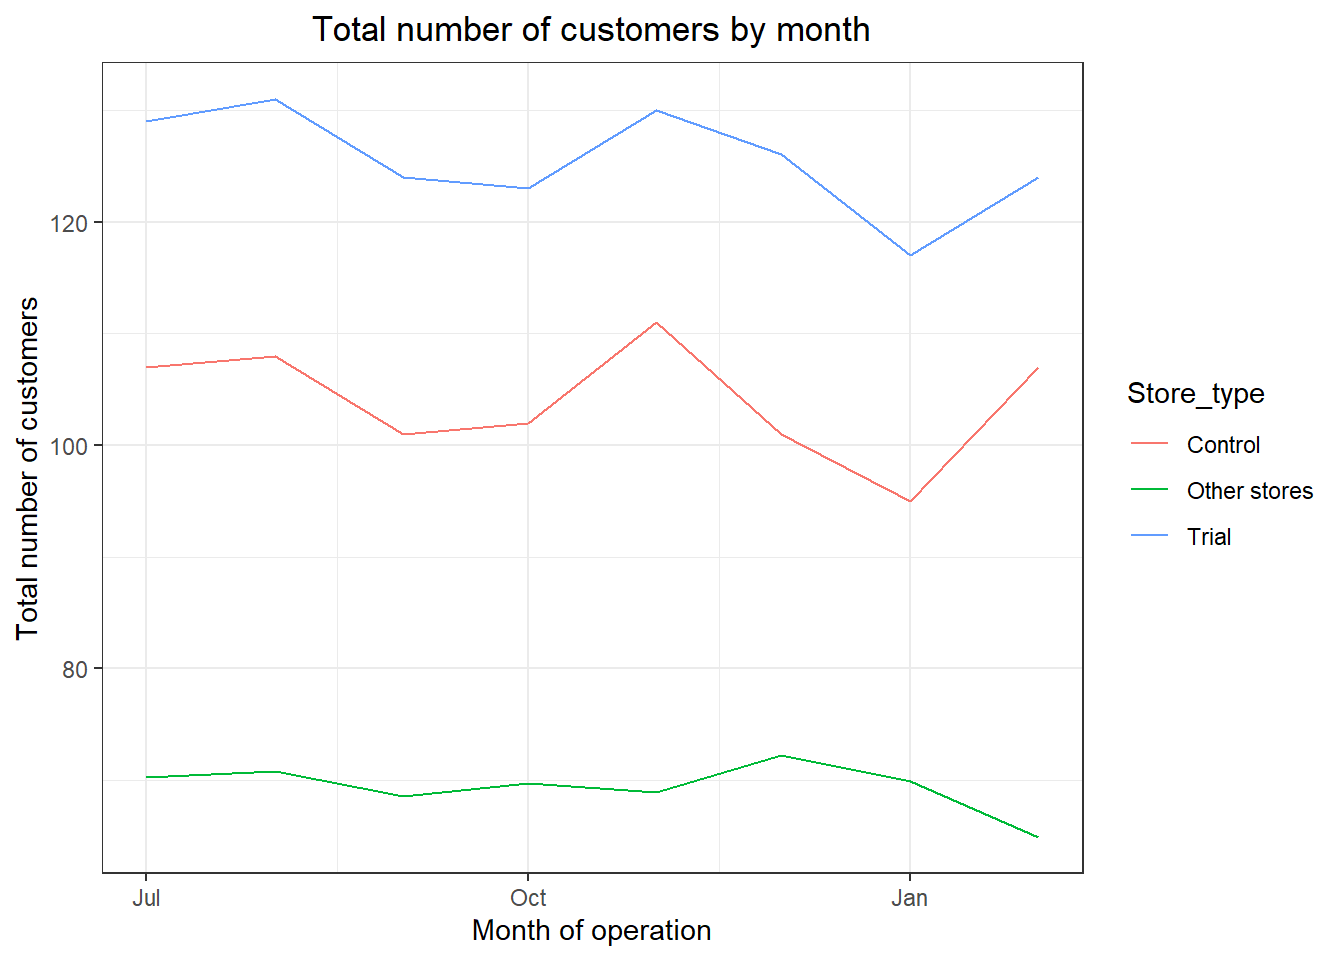 Total number of customers by month
Total number of customers
120
100
80
Jul
Oct
Jan
Month of operation
Store_type
Control
Other stores
Trial